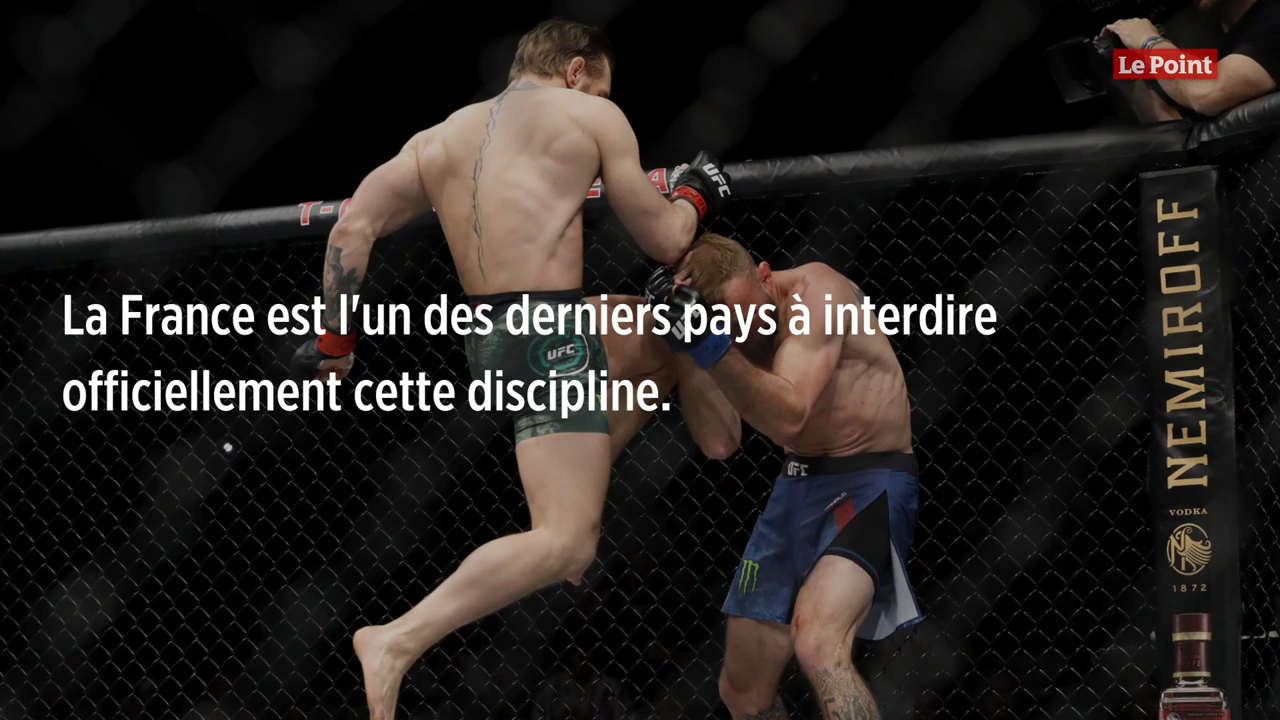 Le Point
UFC
T-
A
La France est l'un des derniers pays à interdire
officiellement cette discipline.
UFC
UFC
NEMIROFF
VODKA
1872